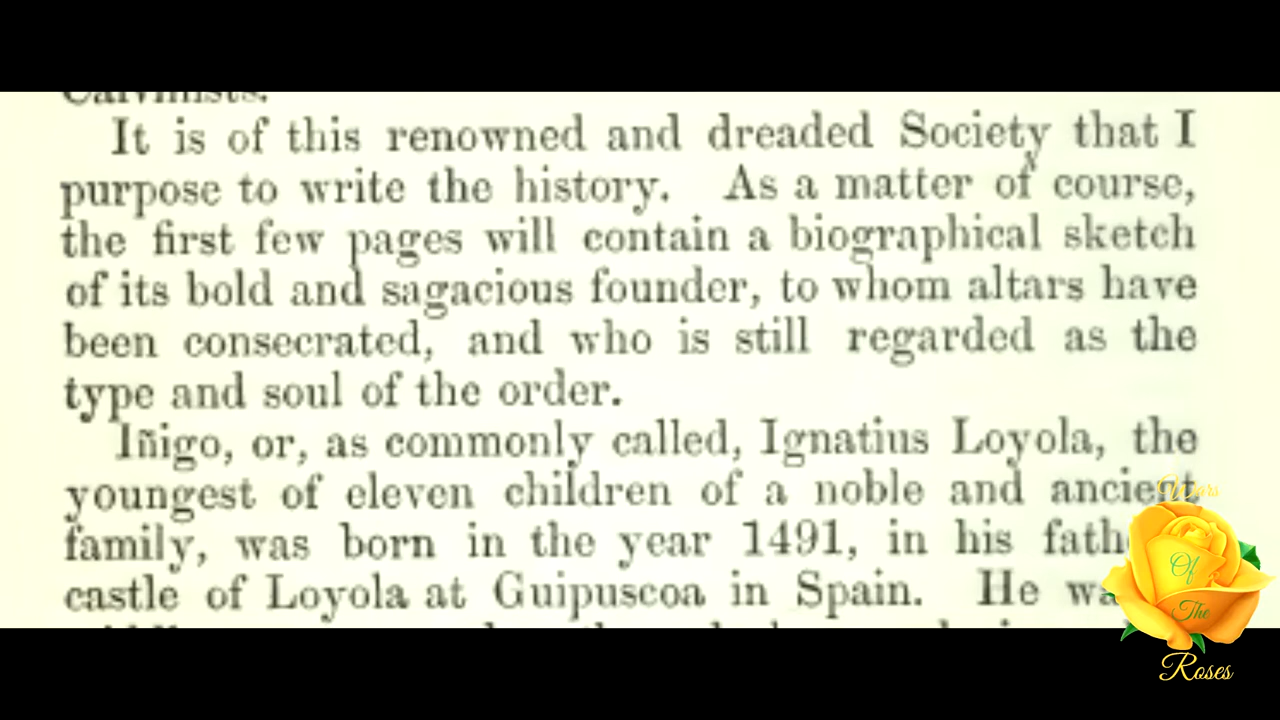 Calvinists.
It is of this renowned and dreaded Society that I
purpose to write the history. As a matter of course,
the first few pages will contain a biographical sketch
of its bold and sagacious founder, to whom altars have
been consecrated, and who is still regarded as the
type and soul of the order.
Iñigo, or, as commonly called, Ignatius Loyola, the
youngest of eleven children of a noble and ancient
family, was born in the year 1491, in his
castle of Loyola at Guipuscoa in Spain. He
Wars
Of
The
Roses